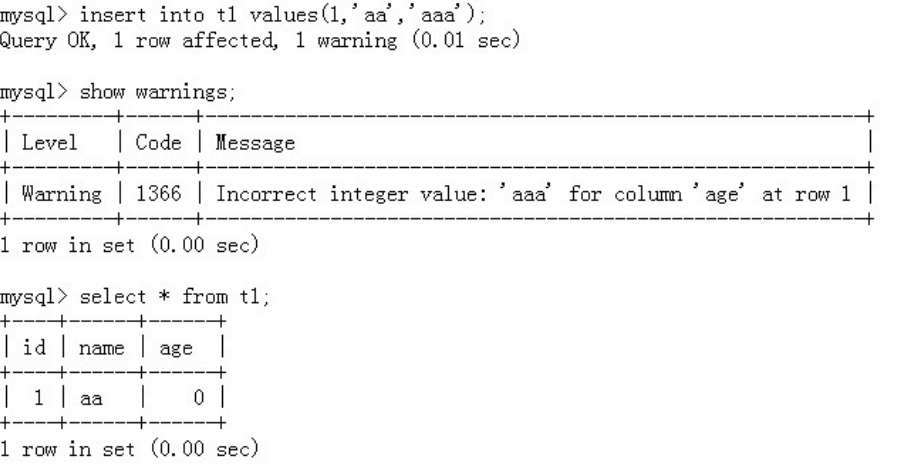 mysql> insert into t1 values(1,'aa','aaa');
Query OK, 1 row affected, 1 warning (0.01 sec)
mysql> show warnings;
+---------+------+----------------------------------------------------------+
| Level | Code | Message |
+---------+------+----------------------------------------------------------+
| Warning | 1366 | Incorrect integer value: 'aaa' for column 'age' at row 1 |
+---------+------+----------------------------------------------------------+
1 row in set (0.00 sec)
mysql> select * from t1;
+----+------+------+
| id | name | age |
+----+------+------+
| 1 | aa | 0 |
+----+------+------+
1 row in set (0.00 sec)